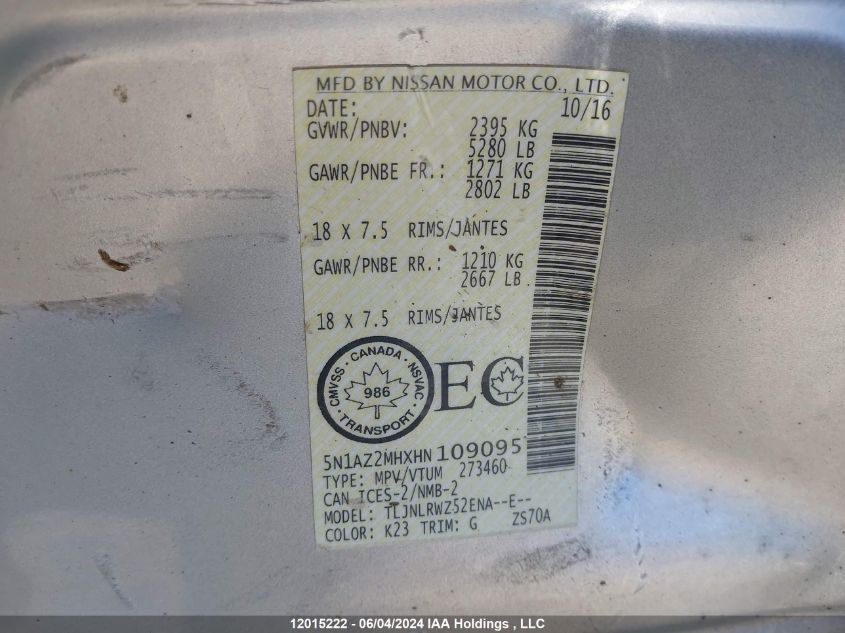 MFD BY NISSAN MOTOR CO., LTD.
DATE: 10/16
GVWR/PNBV: 2395 KG
5280 LB
GAWR/PNBE FR.: 1271 KG
2802 LB
18 X 7.5 RIMS/JANTES
GAWR/PNBE RR.: 1210 KG
2667 LB
18 X 7.5 RIMS/JANTES
CMVSS · CANADA · NSVAC · TRANSPORT ·
986
EC
5N1AZ2MHXHN109095
TYPE: MPV/VTUM 273460
CAN ICES-2/NMB-2
MODEL: TLJNLRWZ52ENA--E--
COLOR: K23 TRIM: G ZS70A
12015222 - 06/04/2024 IAA Holdings , LLC